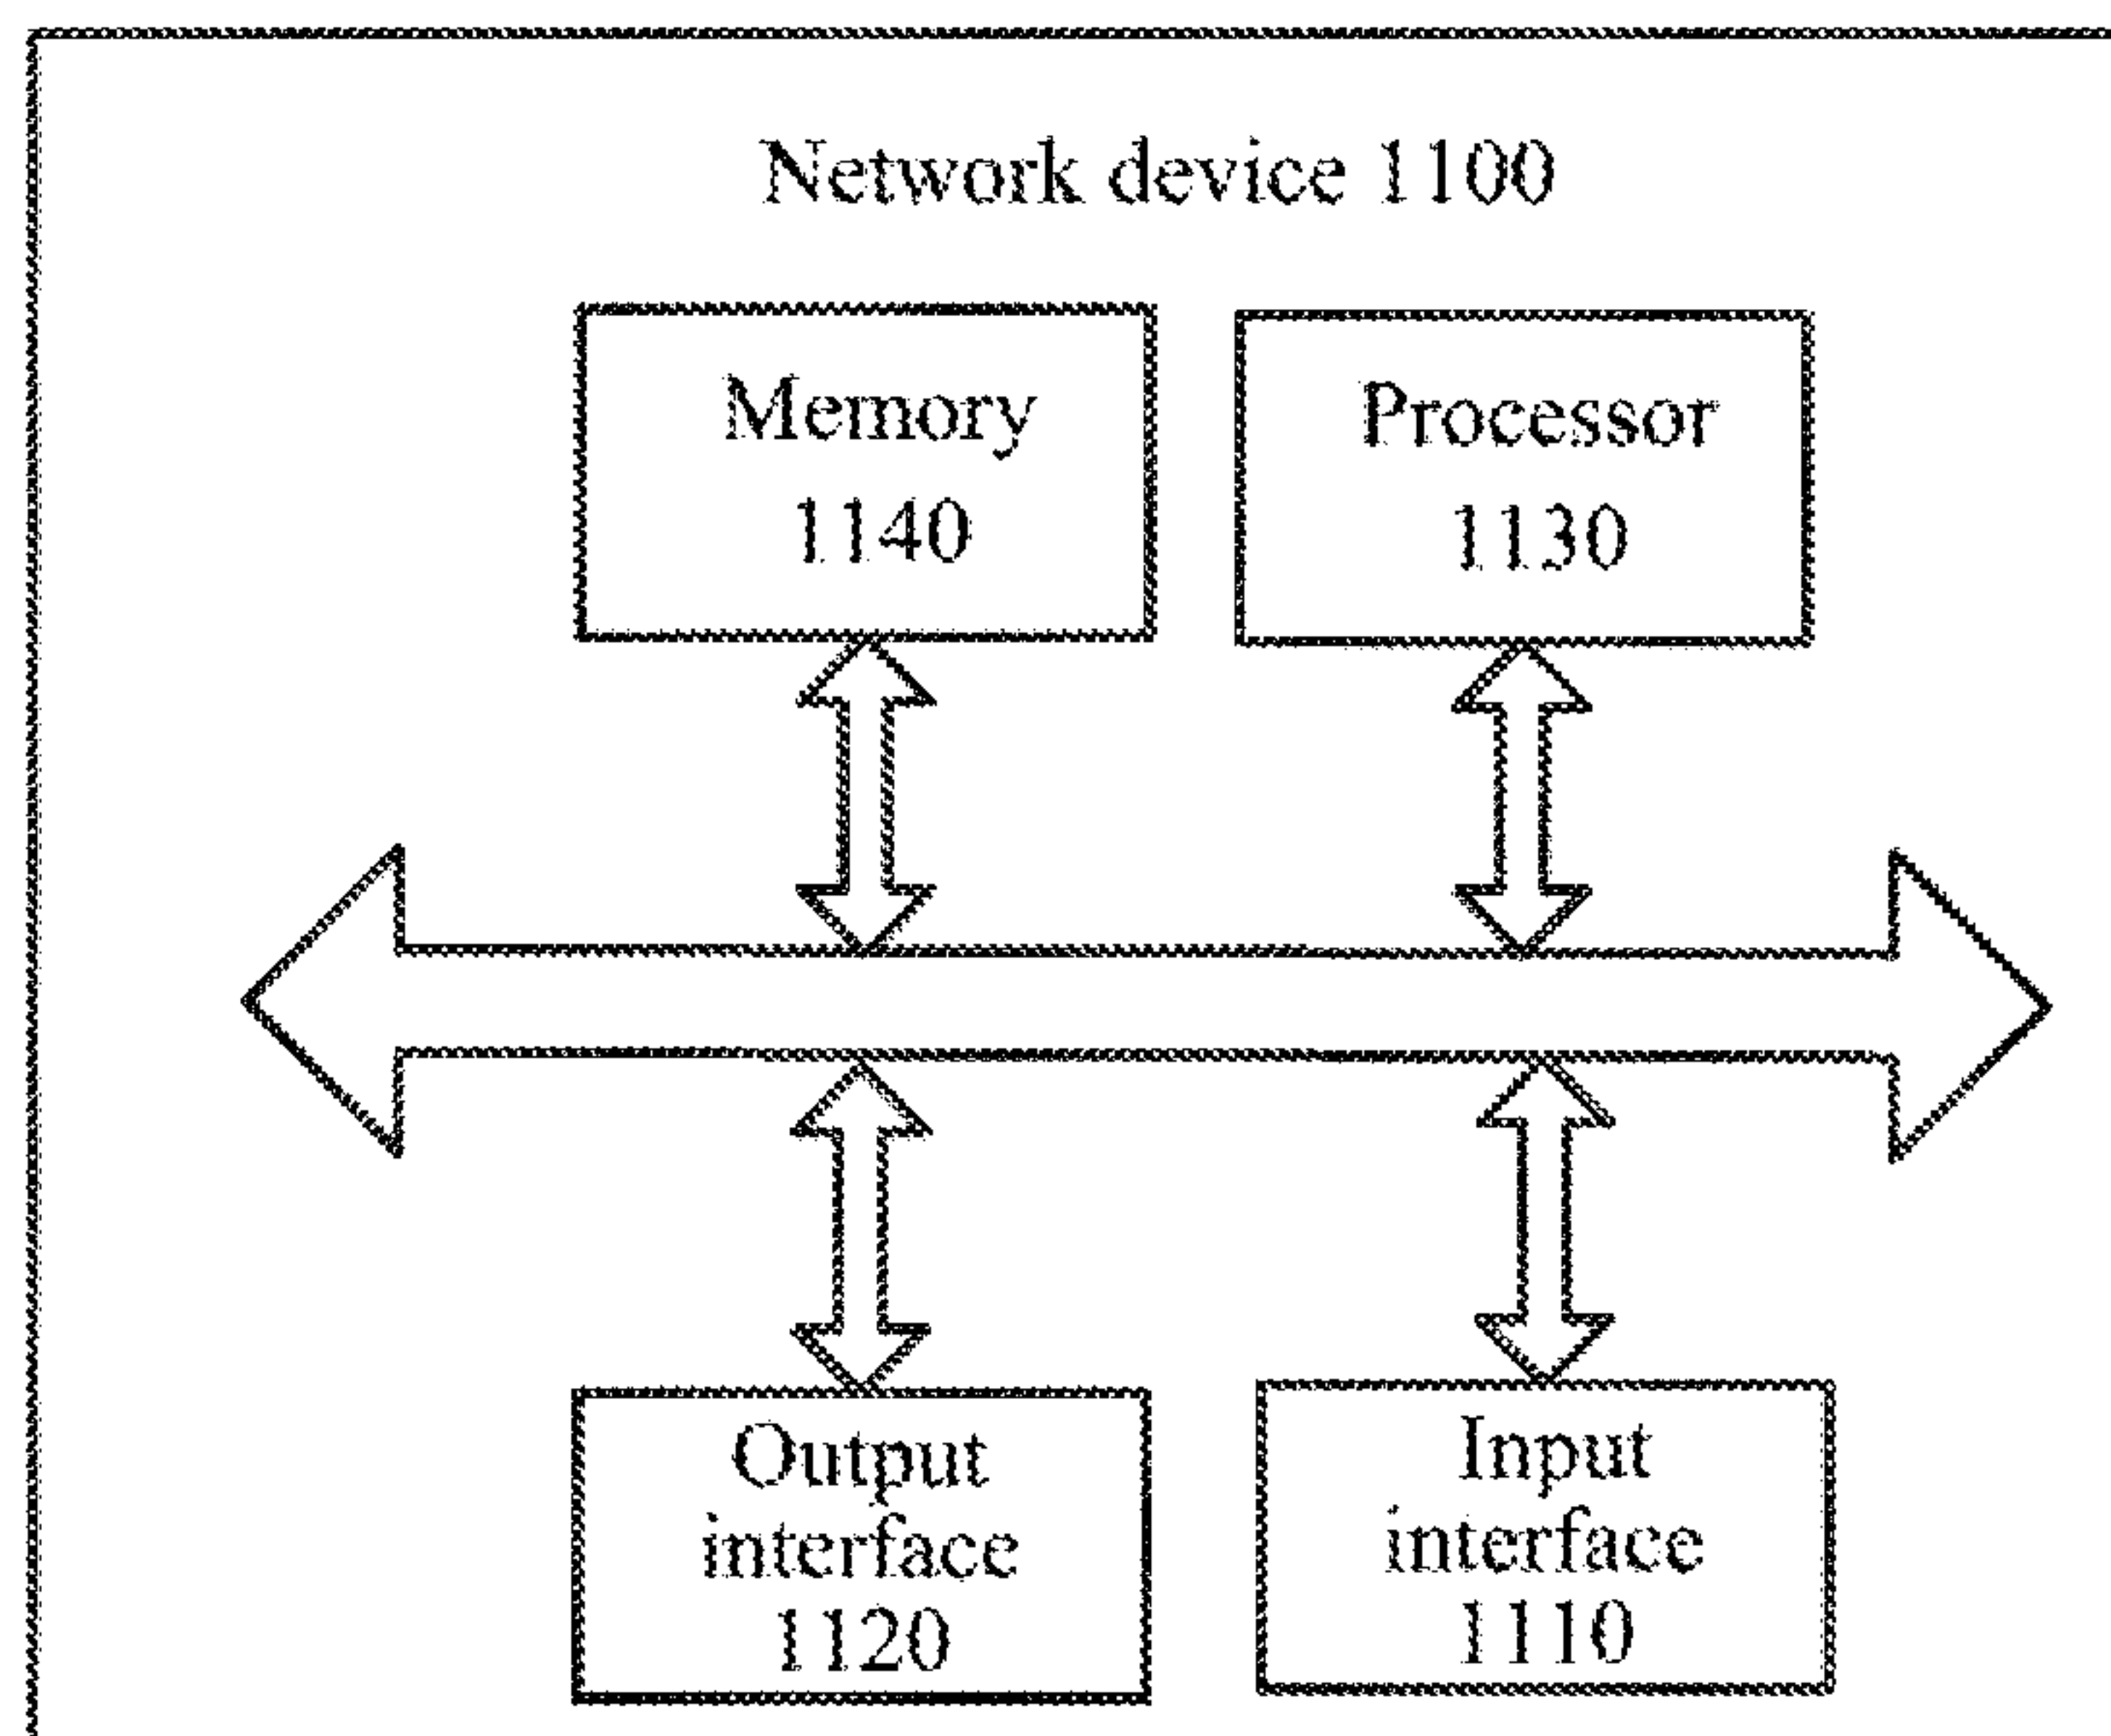 Network device 1100
Memory
1140
Processor
1130
Output
interface
1120
Input
interface
1110